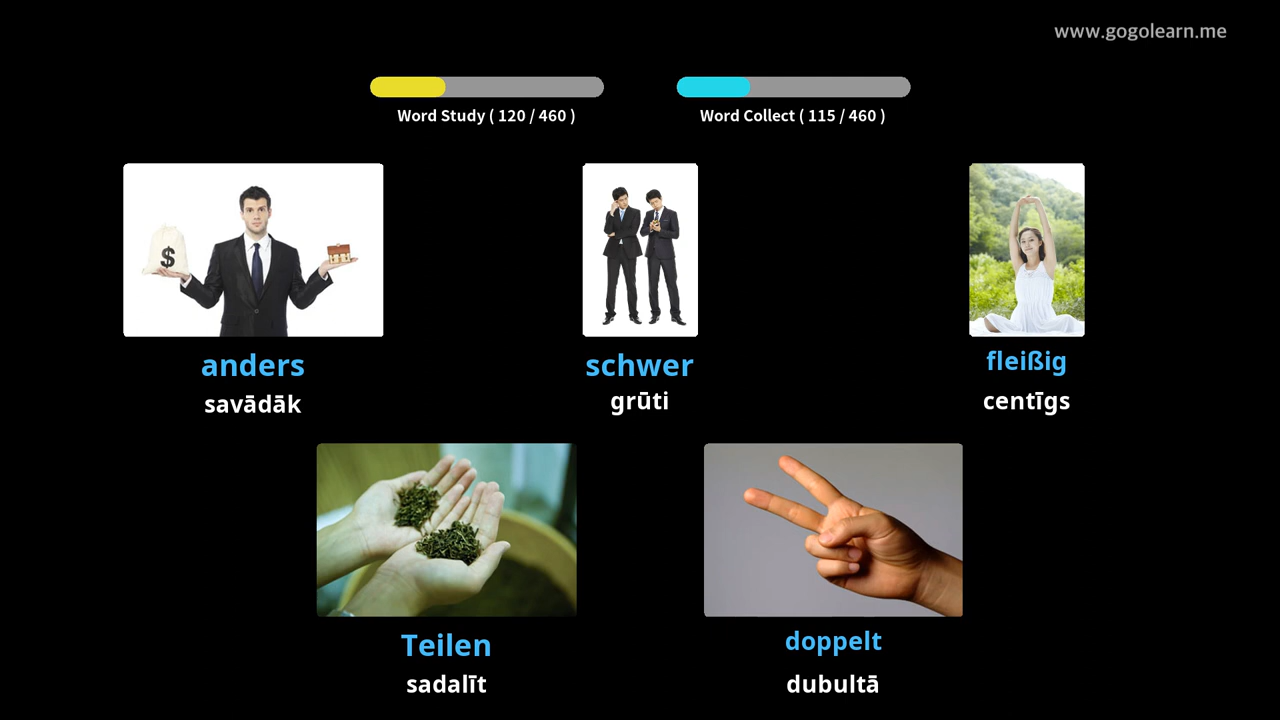 www.gogolearn.me
Word Study ( 120 / 460 )
Word Collect ( 115 / 460 )
$
anders
schwer
fleißig
savādāk
grūti
centīgs
Teilen
doppelt
sadalīt
dubultā